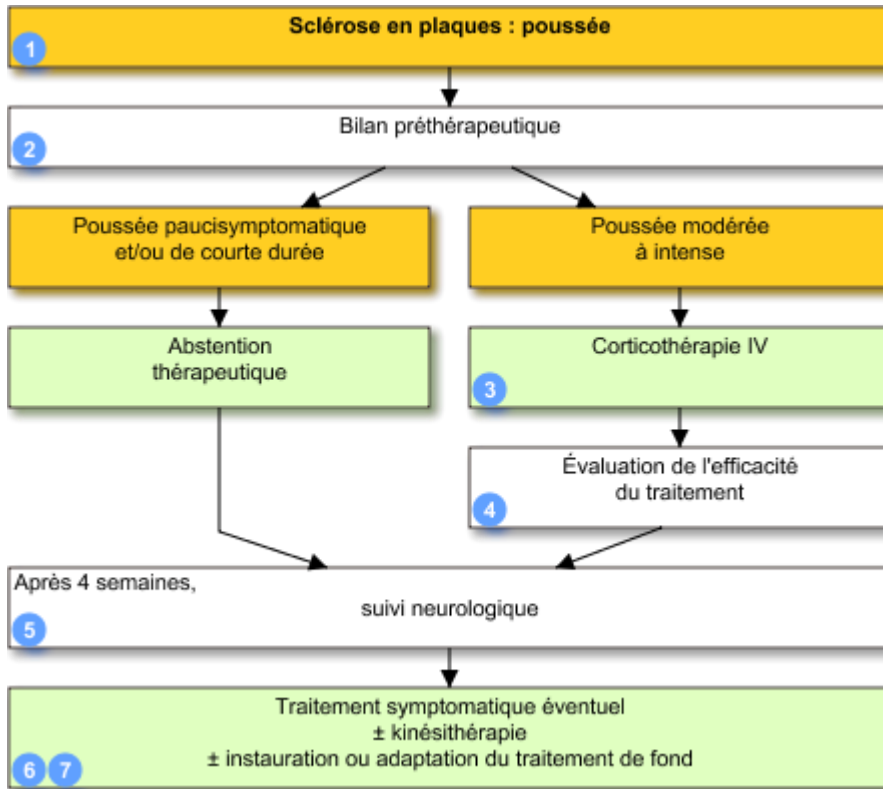 Sclérose en plaques : poussée
1
Bilan préthérapeutique
2
Poussée paucisymptomatique
et/ou de courte durée
Poussée modérée
à intense
Abstention
thérapeutique
Corticothérapie IV
3
Évaluation de l'efficacité
du traitement
4
Après 4 semaines,
suivi neurologique
5
Traitement symptomatique éventuel
± kinésithérapie
± instauration ou adaptation du traitement de fond
6 7